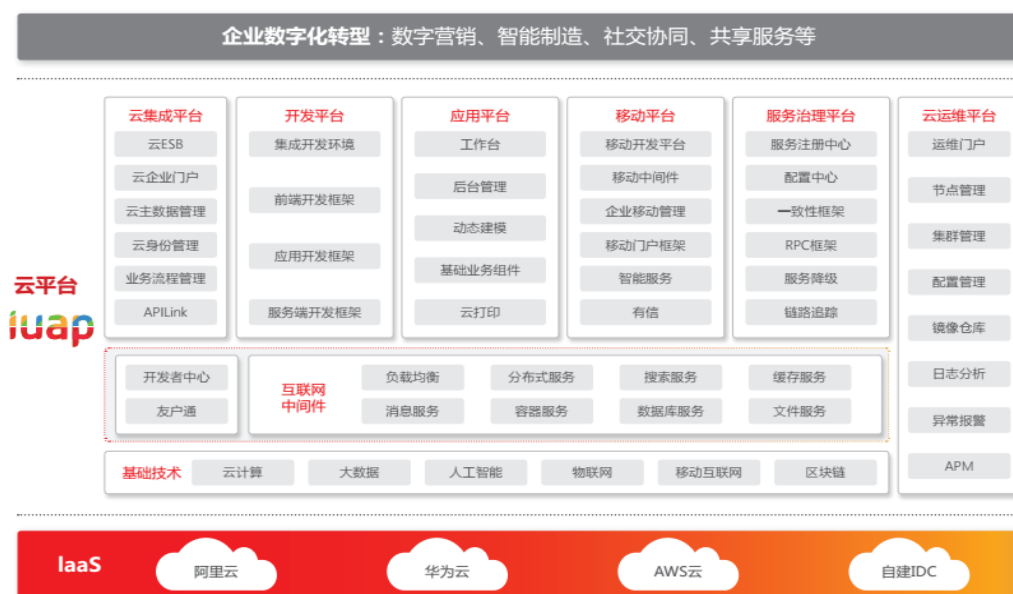 企业数字化转型：数字营销、智能制造、社交协同、共享服务等
云集成平台
云ESB
云企业门户
云主数据管理
云身份管理
业务流程管理
APILink
开发平台
集成开发环境
前端开发框架
应用开发框架
服务端开发框架
应用平台
工作台
后台管理
动态建模
基础业务组件
云打印
移动平台
移动开发平台
移动中间件
企业移动管理
移动门户框架
智能服务
有信
服务治理平台
服务注册中心
配置中心
一致性框架
RPC框架
服务降级
链路追踪
云运维平台
运维门户
节点管理
集群管理
配置管理
镜像仓库
日志分析
异常报警
APM
云平台
iuap
开发者中心
友户通
互联网
中间件
负载均衡 分布式服务 搜索服务 缓存服务
消息服务 容器服务 数据库服务 文件服务
基础技术 云计算 大数据 人工智能 物联网 移动互联网 区块链
IaaS 阿里云 华为云 AWS云 自建IDC